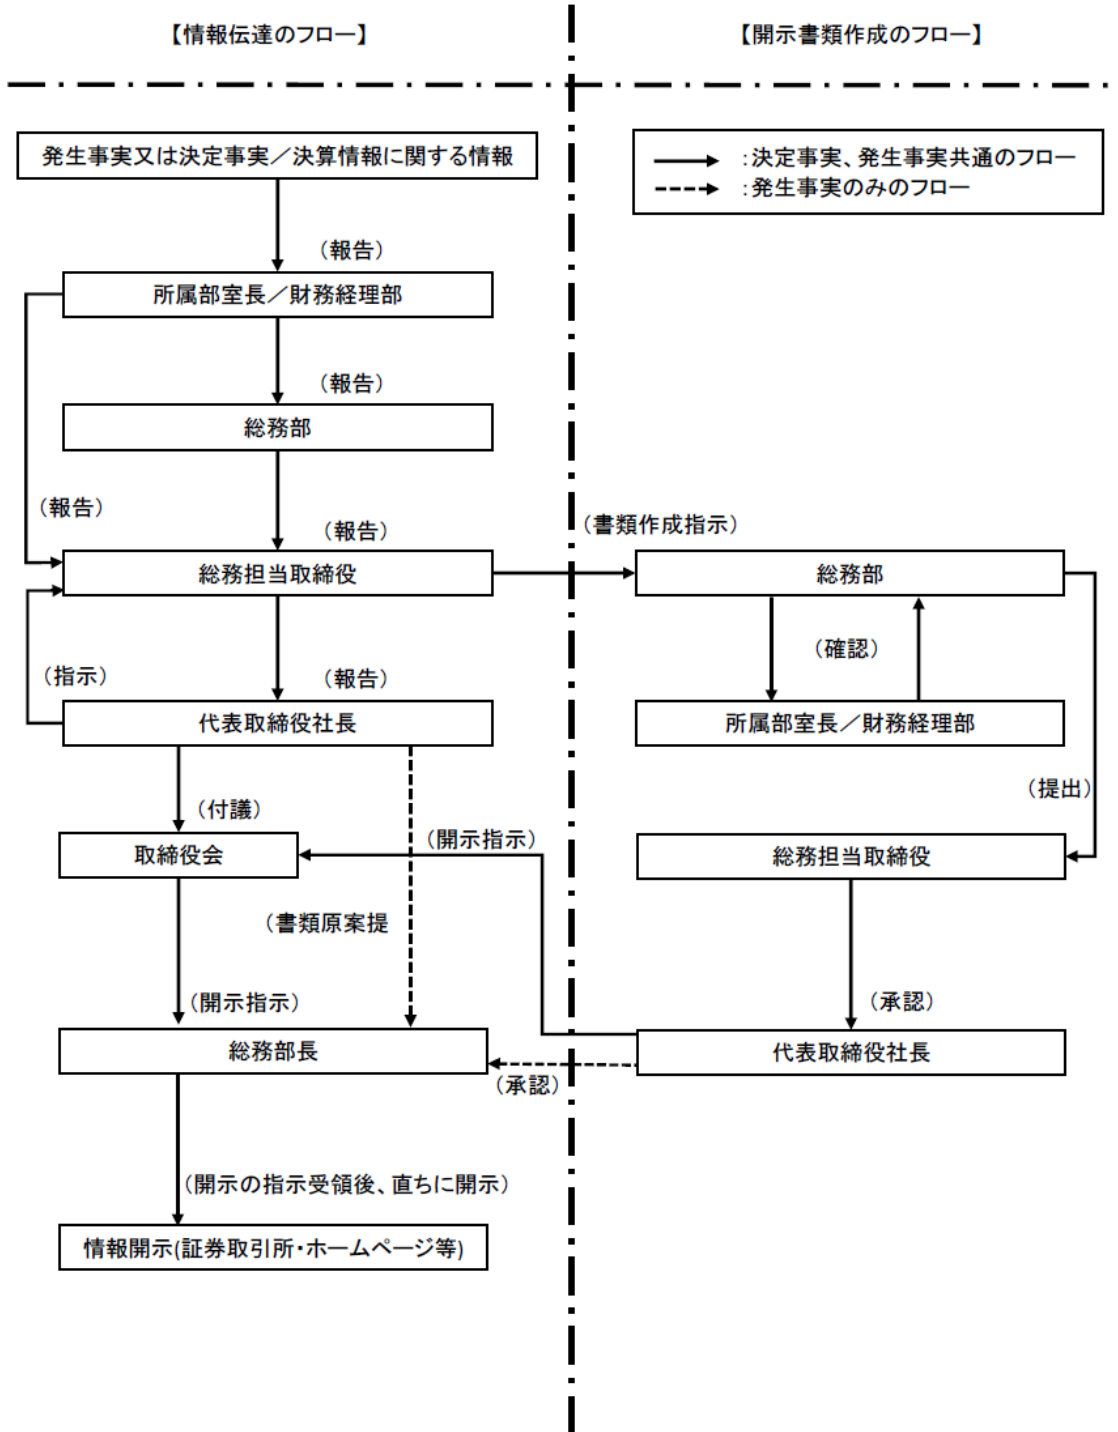 【情報伝達のフロー】
【開示書類作成のフロー】
発生事実又は決定事実／決算情報に関する情報
：決定事実、発生事実共通のフロー
：発生事実のみのフロー
（報告）
所属部室長／財務経理部
（報告）
総務部
（報告）
（報告）
（書類作成指示）
総務担当取締役
総務部
（確認）
（指示）
（報告）
代表取締役社長
所属部室長／財務経理部
（提出）
（付議）
（開示指示）
取締役会
総務担当取締役
（書類原案提
（開示指示）
（承認）
総務部長
代表取締役社長
（承認）
（開示の指示受領後、直ちに開示）
情報開示(証券取引所・ホームページ等)